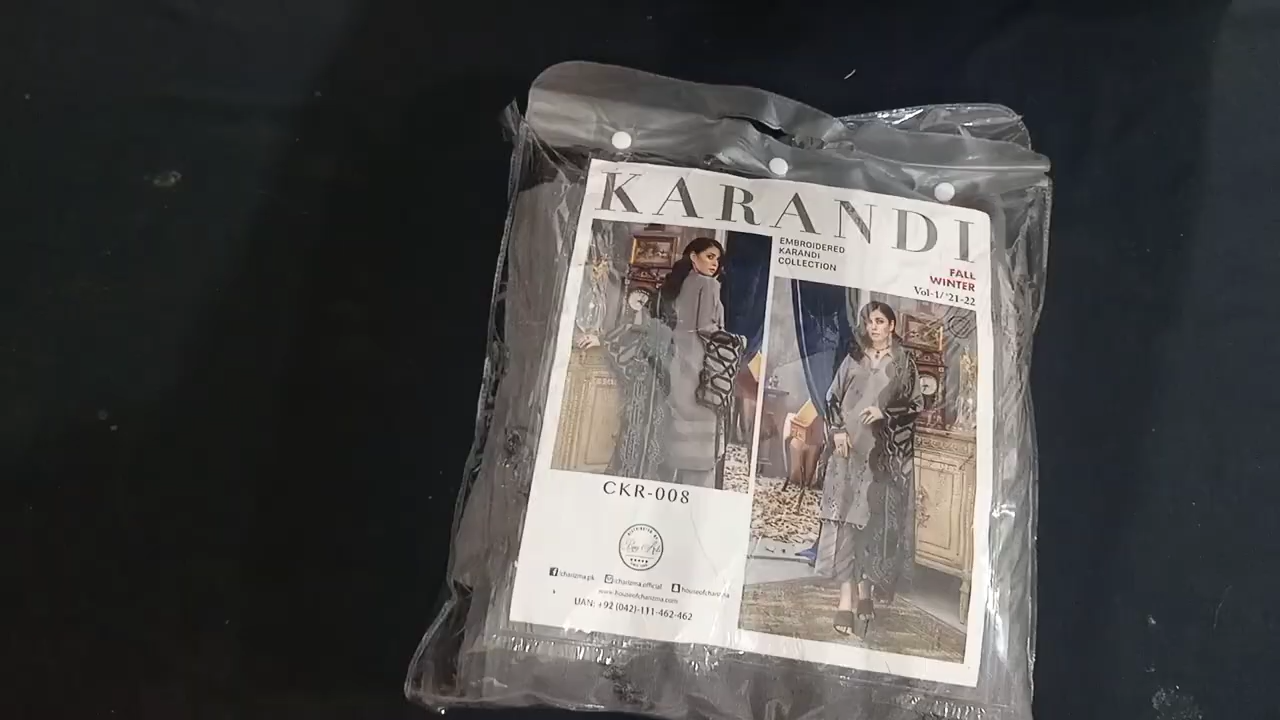 KARANDI
EMBROIDERED
KARANDI
COLLECTION
FALL
WINTER
Vol-1/'21-22
CKR-008
/charizma.pk /charizma.official houseofcharizma
www.houseofcharizma.com
UAN: +92 (042)-111-462-462